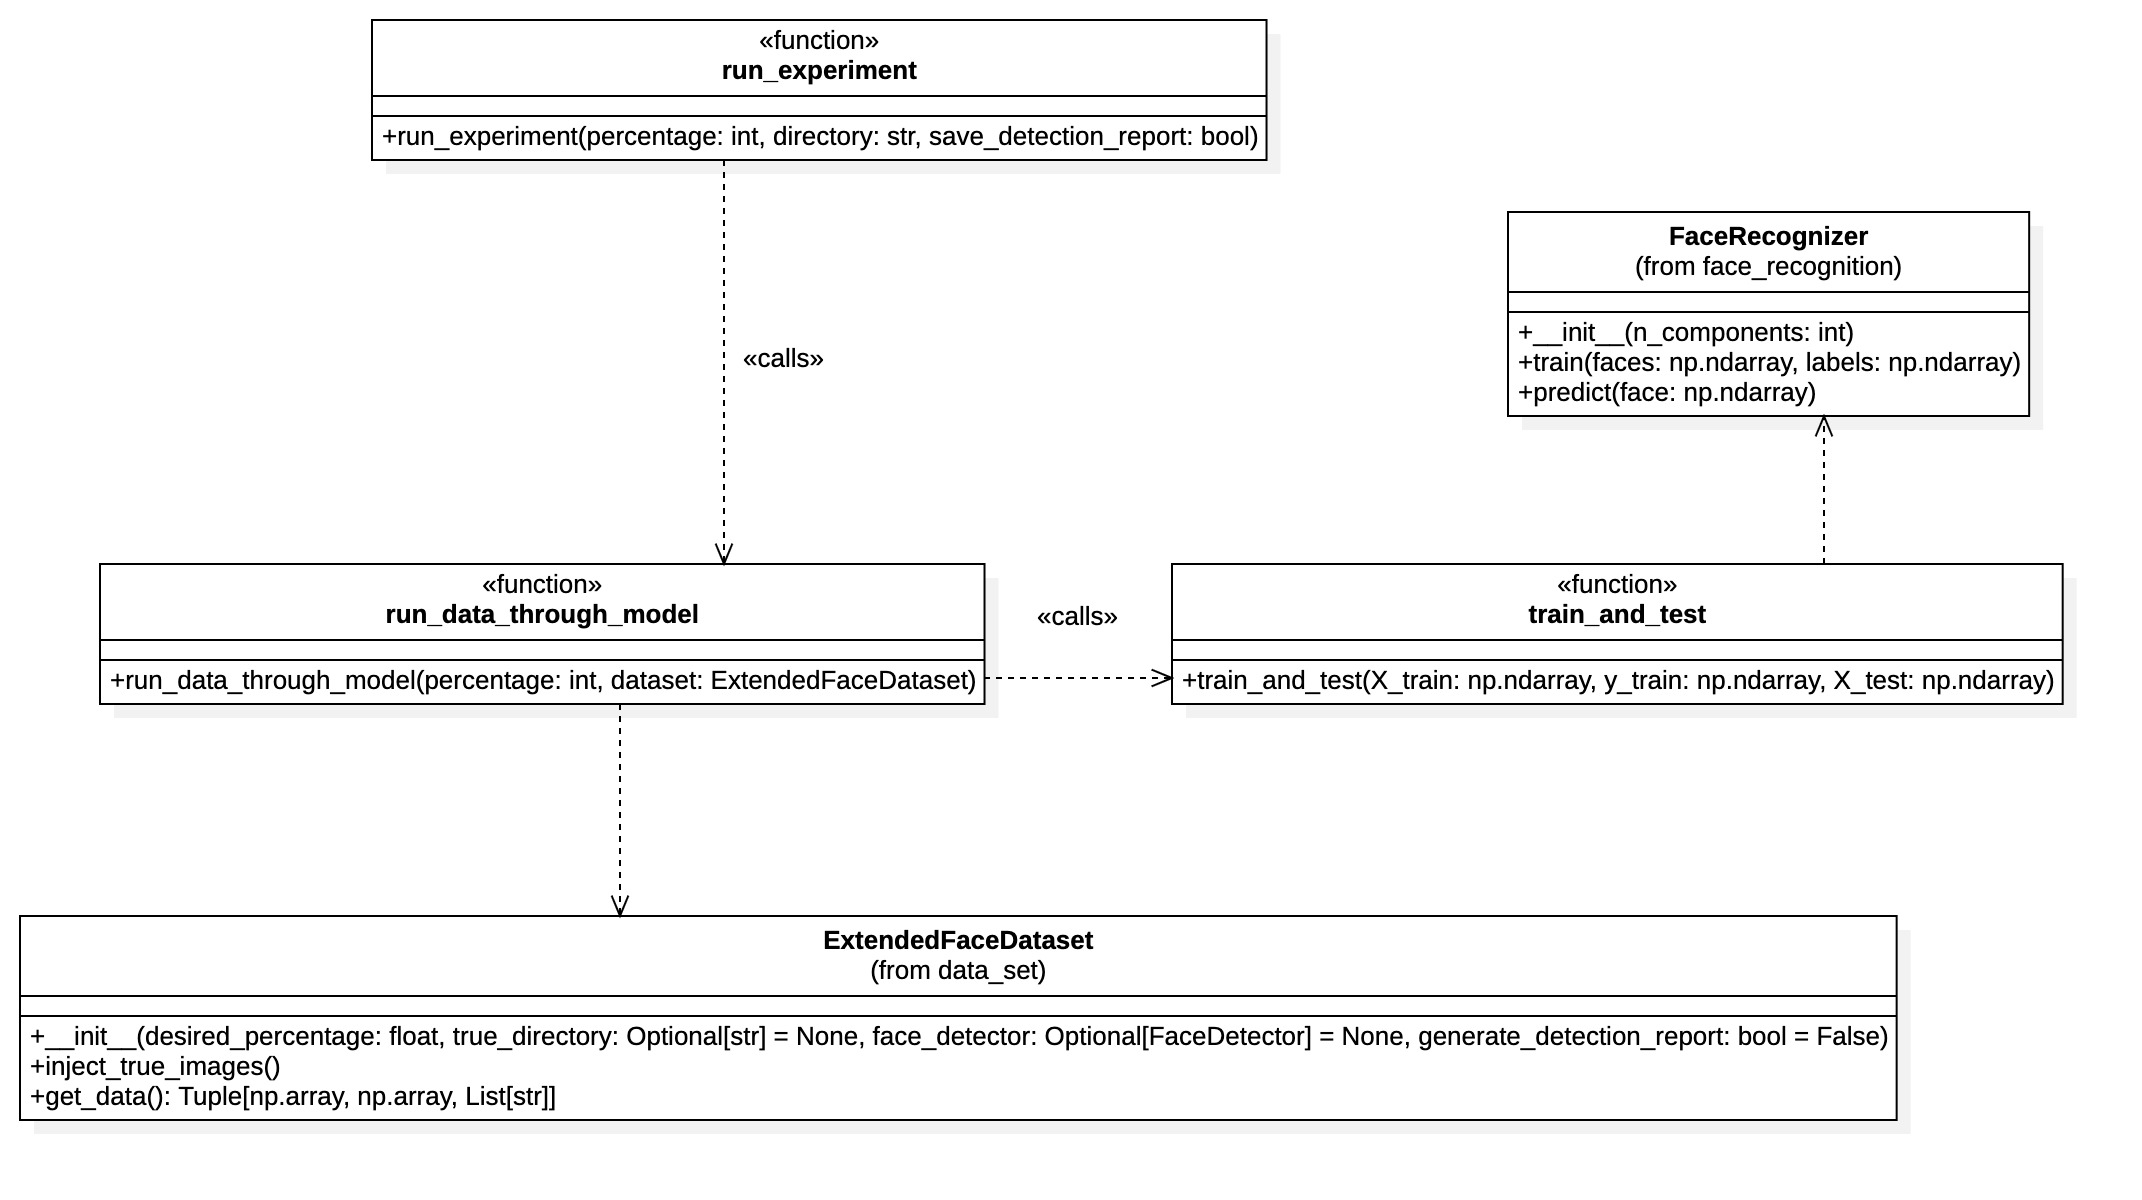 «function»
run_experiment
+run_experiment(percentage: int, directory: str, save_detection_report: bool)
FaceRecognizer
(from face_recognition)
+__init__(n_components: int)
+train(faces: np.ndarray, labels: np.ndarray)
+predict(face: np.ndarray)
«calls»
«function»
run_data_through_model
+run_data_through_model(percentage: int, dataset: ExtendedFaceDataset)
«calls»
«function»
train_and_test
+train_and_test(X_train: np.ndarray, y_train: np.ndarray, X_test: np.ndarray)
ExtendedFaceDataset
(from data_set)
+__init__(desired_percentage: float, true_directory: Optional[str] = None, face_detector: Optional[FaceDetector] = None, generate_detection_report: bool = False)
+inject_true_images()
+get_data(): Tuple[np.array, np.array, List[str]]